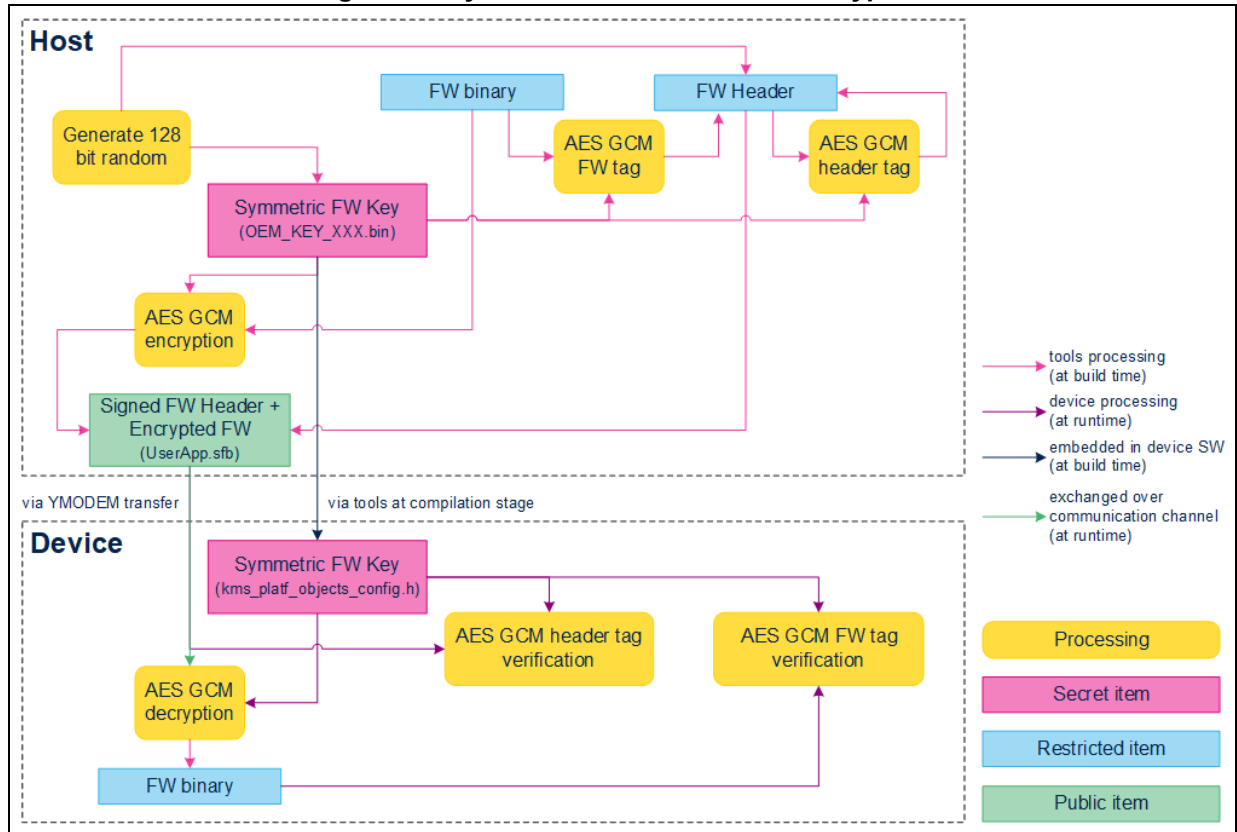 Host
FW binary
FW Header
Generate 128
bit random
AES GCM
FW tag
AES GCM
header tag
Symmetric FW Key
(OEM_KEY_XXX.bin)
AES GCM
encryption
Signed FW Header +
Encrypted FW
(UserApp.sfb)
via YMODEM transfer
via tools at compilation stage
Device
Symmetric FW Key
(kms_platf_objects_config.h)
AES GCM header tag
verification
AES GCM FW tag
verification
AES GCM
decryption
FW binary
tools processing
(at build time)
device processing
(at runtime)
embedded in device SW
(at build time)
exchanged over
communication channel
(at runtime)
Processing
Secret item
Restricted item
Public item